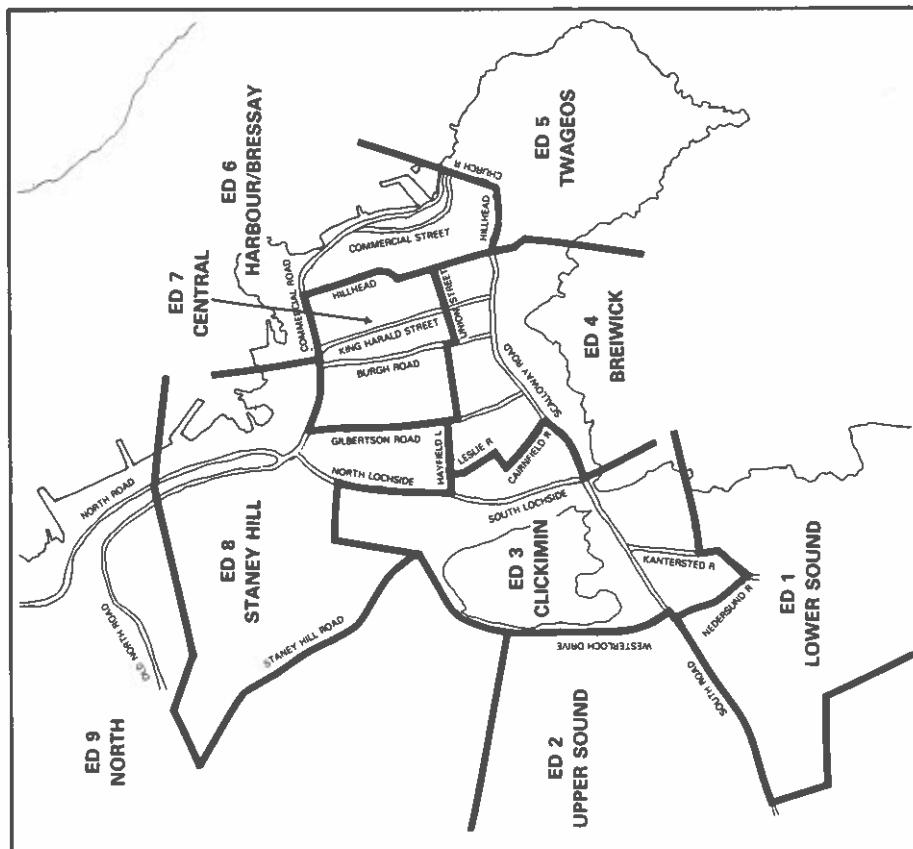 ED 6
HARBOUR/BRESSAY
ED 5
TWAGEOS
ED 7
CENTRAL
ED 4
BREIWICK
ED 8
STANEY HILL
ED 3
CLICKIMIN
ED 1
LOWER SOUND
ED 9
NORTH
ED 2
UPPER SOUND
CHURCH R
COMMERCIAL STREET
HILLHEAD
COMMERCIAL ROAD
HILLHEAD
UNION STREET
KING HARALD STREET
BURGH ROAD
SCALLOWAY ROAD
GILBERTSON ROAD
HAYFIELD L
LESLIE R
CAIRNFIELD R
NORTH LOCHSIDE
SOUTH LOCHSIDE
NORTH ROAD
OLD NORTH ROAD
STANEY HILL ROAD
WESTERLOCH DRIVE
KANTERSTED R
NEDERSUND R
SOUTH ROAD